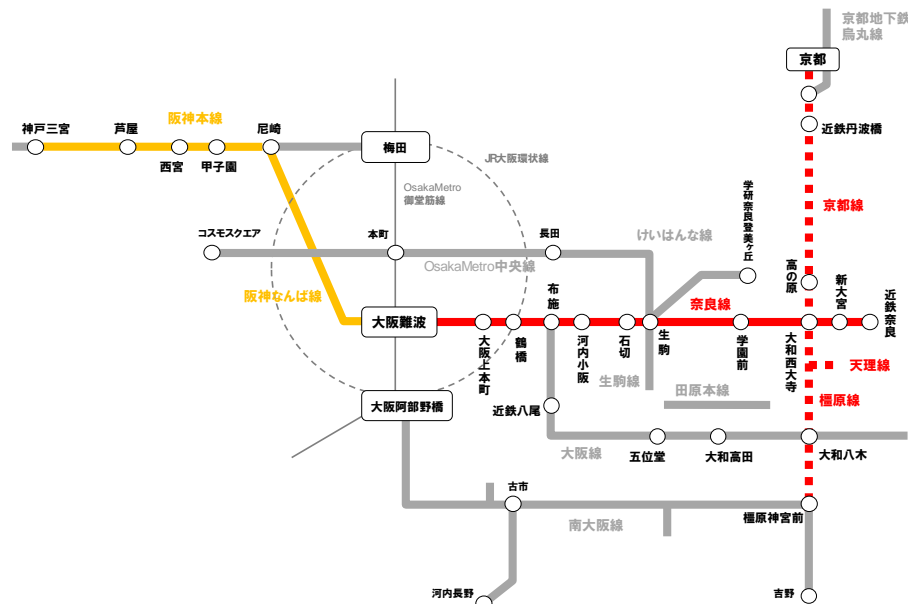 京都地下鉄
烏丸線
京都
阪神本線
神戸三宮
芦屋
尼崎
近鉄丹波橋
梅田
西宮
甲子園
JR大阪環状線
OsakaMetro
御堂筋線
学研奈良登美ヶ丘
京都線
コスモスクエア
本町
長田
けいはんな線
OsakaMetro中央線
高の原
新大宮
近鉄奈良
阪神なんば線
布施
奈良線
大阪難波
大阪上本町
鶴橋
河内小阪
石切
生駒
学園前
大和西大寺
天理線
生駒線
田原本線
橿原線
大阪阿部野橋
近鉄八尾
大阪線
五位堂
大和高田
大和八木
古市
南大阪線
橿原神宮前
河内長野
吉野